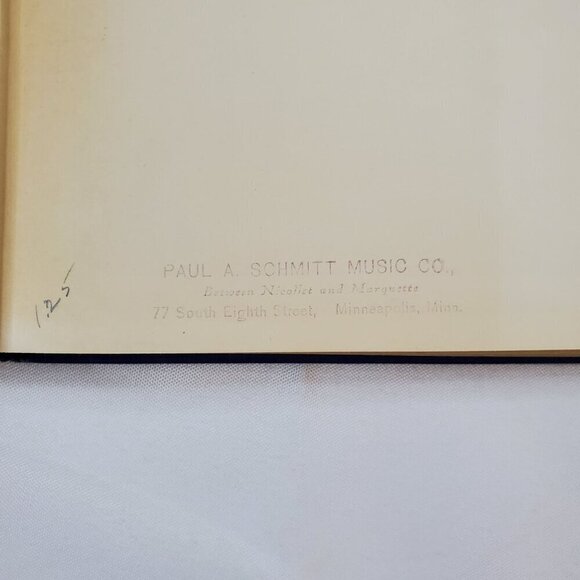 PAUL A. SCHMITT MUSIC CO.,
Between Nicollet and Marquette
77 South Eighth Street, Minneapolis, Minn.
1.25